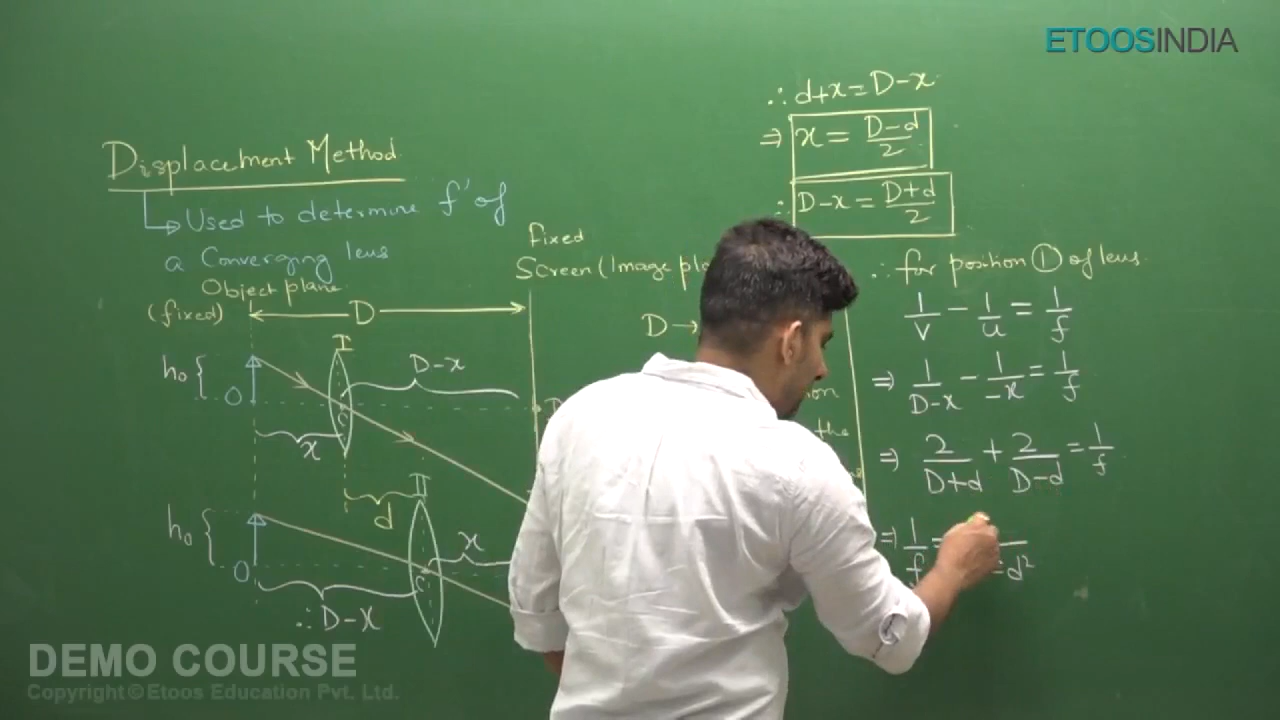 ETOOSINDIA
∴ d+x = D-x
⇒ x = D-d/2
∴ D-x = D+d/2
Displacement Method
↳ Used to determine 'f' of
a Converging lens
Object plane
(fixed)
D
fixed
Screen (Image
D →
I
h₀ {
O
D-x
x
C
II
d
h₀ {
O
x
C
∴ D-x
the
∴ for position ① of lens
1/v - 1/u = 1/f
⇒ 1/D-x - 1/-x = 1/f
⇒ 2/D+d + 2/D-d = 1/f
⇒ 1/f =
- d²
DEMO COURSE
Copyright © Etoos Education Pvt. Ltd.